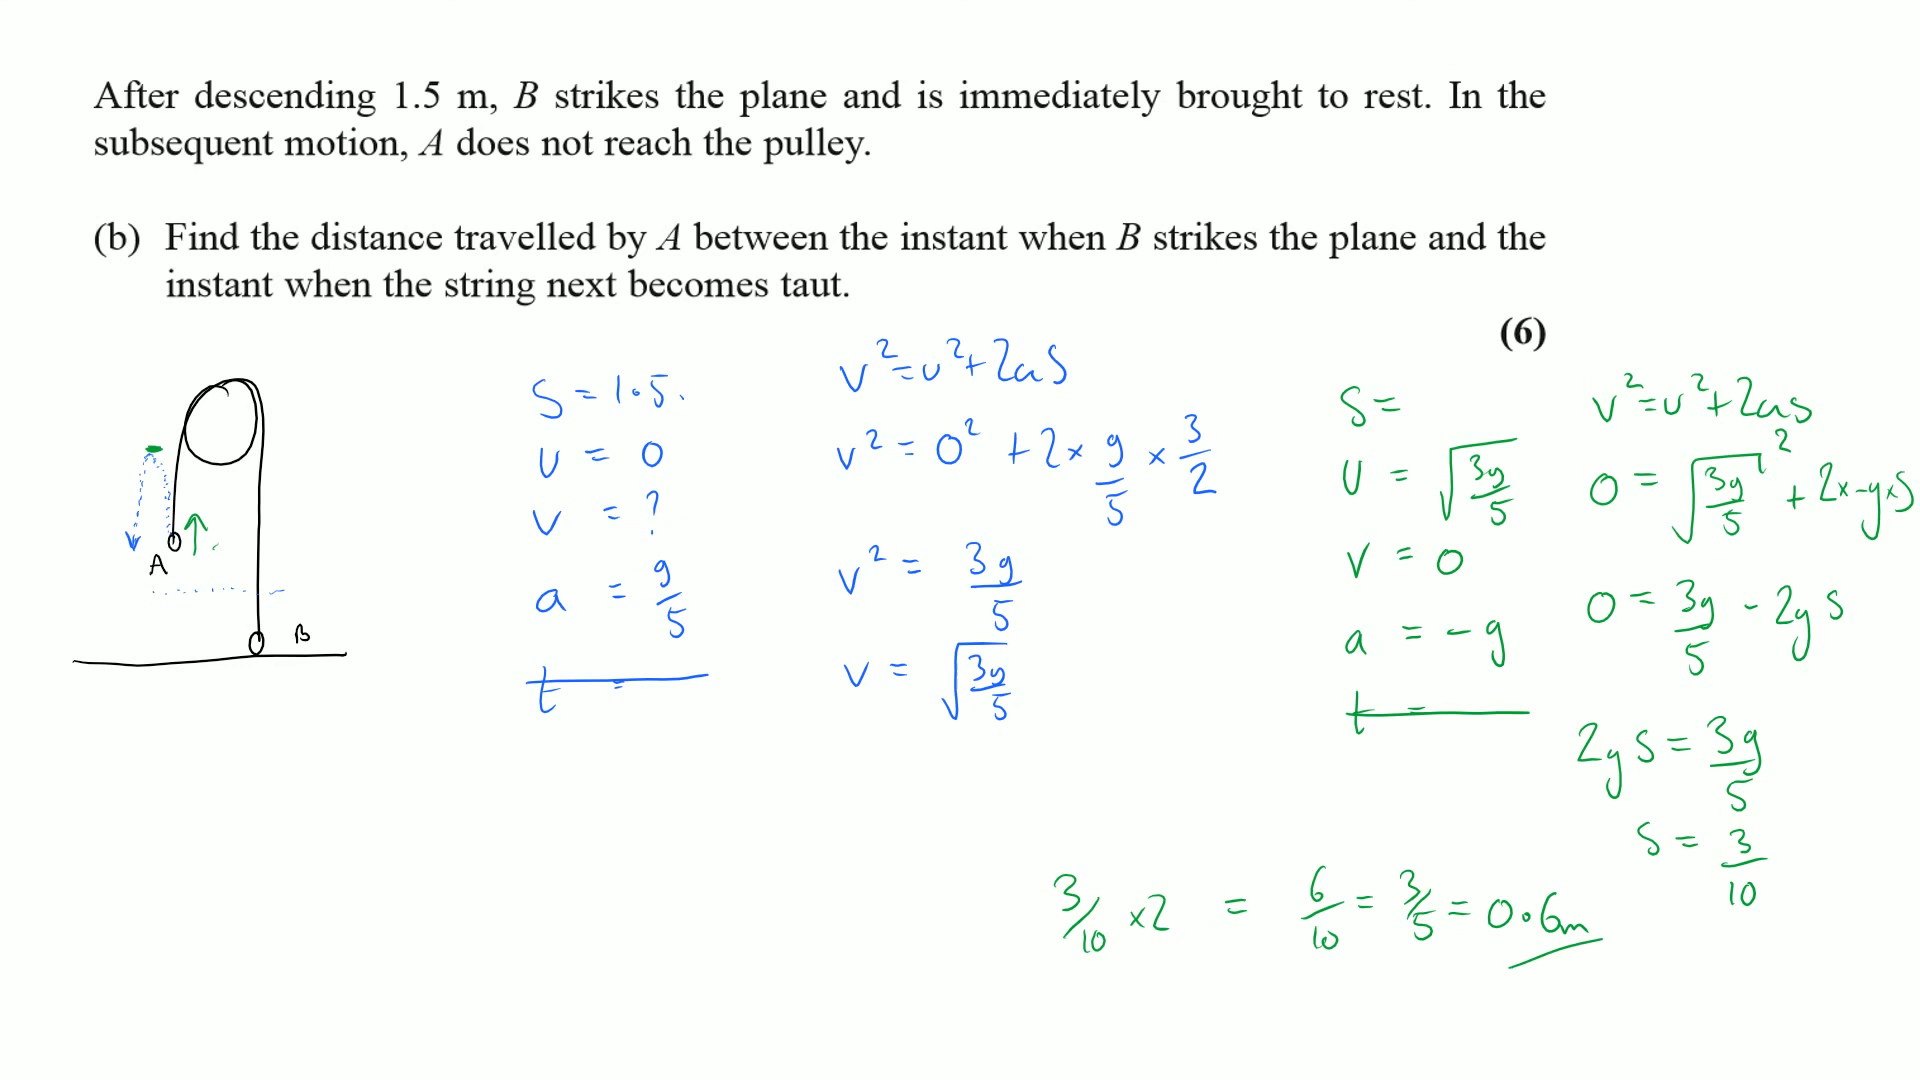 After descending 1.5 m, B strikes the plane and is immediately brought to rest. In the
subsequent motion, A does not reach the pulley.
(b) Find the distance travelled by A between the instant when B strikes the plane and the
instant when the string next becomes taut.
(6)
A
B
s = 1.5.
u = 0
v = ?
a = g/5
t =
v² = u² + 2as
v² = 0² + 2 × g/5 × 3/2
v² = 3g/5
v = √(3g/5)
s =
u = √(3g/5)
v = 0
a = -g
t =
v² = u² + 2as
0 = √(3g/5)² + 2×-g×s
0 = 3g/5 - 2gs
2gs = 3g/5
s = 3/10
3/10 ×2 = 6/10 = 3/5 = 0.6m